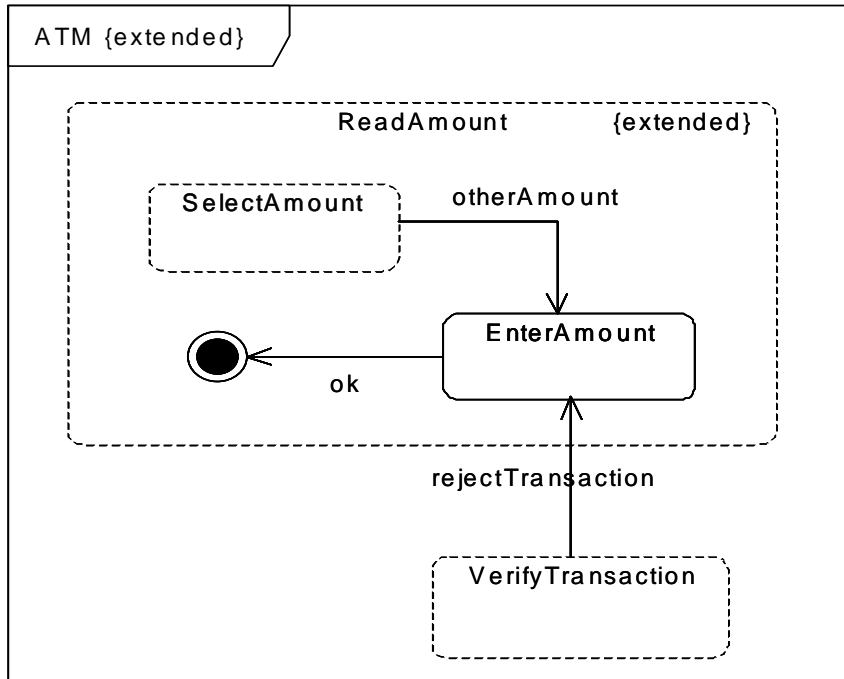 ATM {extended}
ReadAmount {extended}
SelectAmount
otherAmount
EnterAmount
ok
rejectTransaction
VerifyTransaction